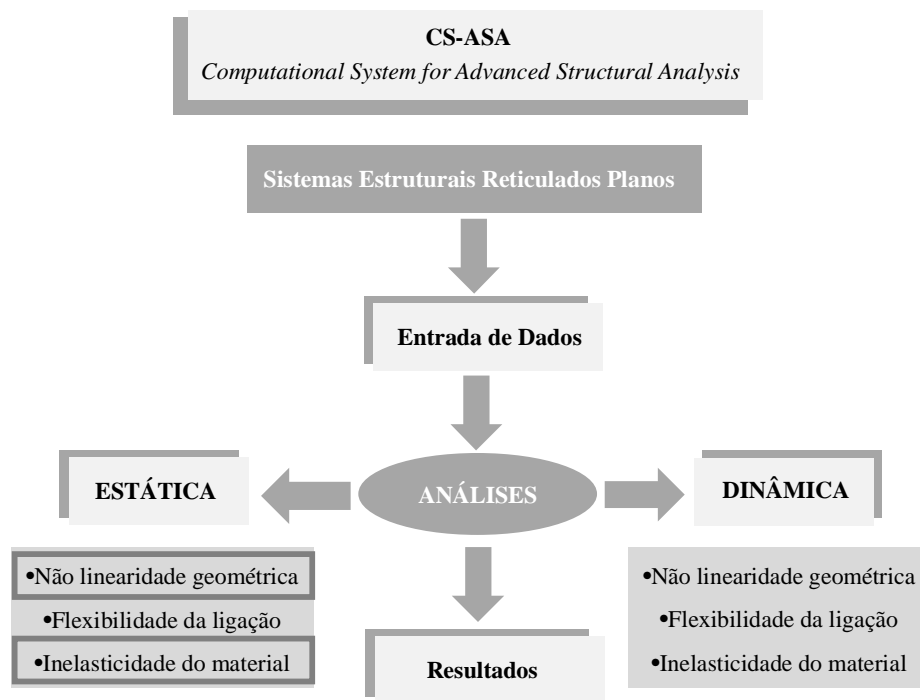 CS-ASA
Computational System for Advanced Structural Analysis
Sistemas Estruturais Reticulados Planos
Entrada de Dados
ANÁLISES
ESTÁTICA
•Não linearidade geométrica
•Flexibilidade da ligação
•Inelasticidade do material
DINÂMICA
•Não linearidade geométrica
•Flexibilidade da ligação
•Inelasticidade do material
Resultados